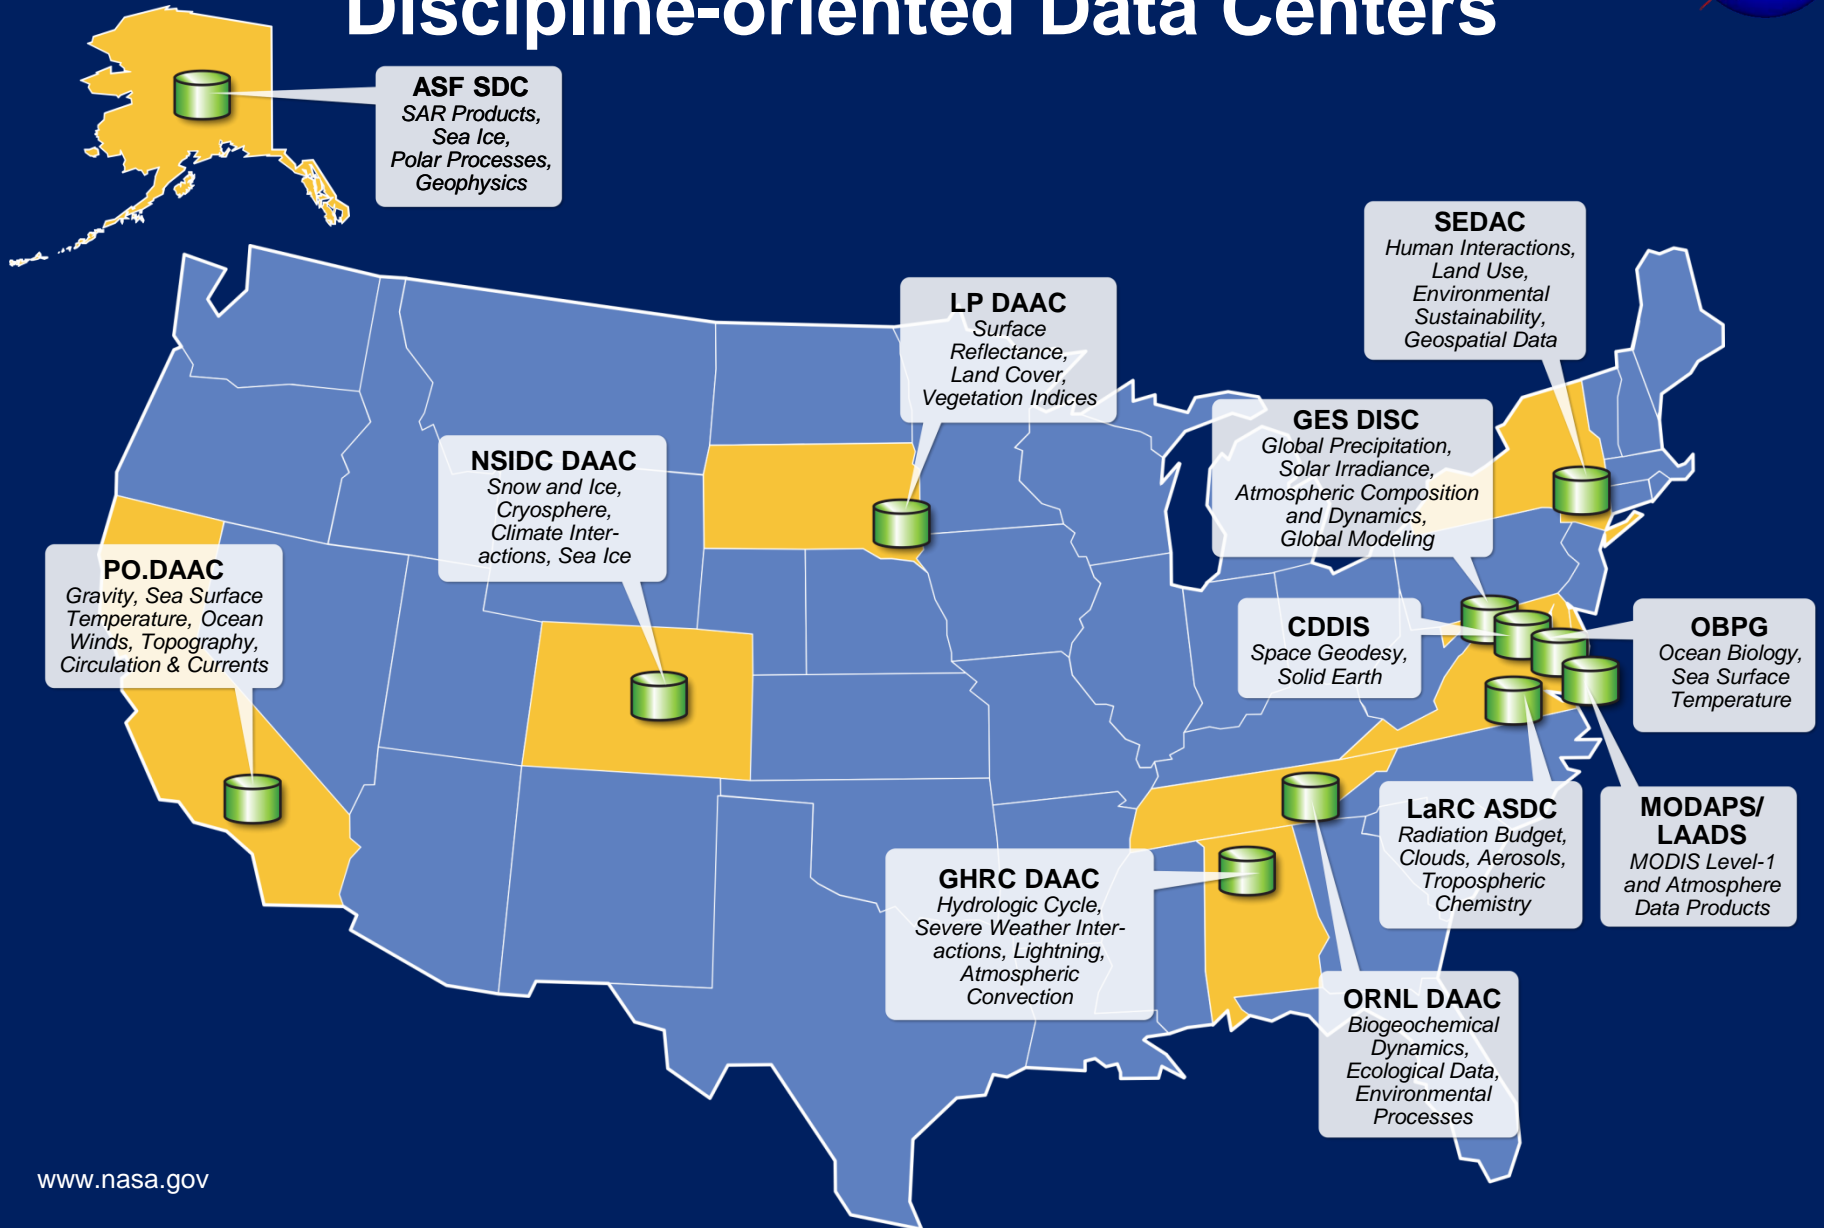 Discipline-oriented Data Centers
ASF SDC
SAR Products,
Sea Ice,
Polar Processes,
Geophysics
SEDAC
Human Interactions,
Land Use,
Environmental
Sustainability,
Geospatial Data
LP DAAC
Surface
Reflectance,
Land Cover,
Vegetation Indices
GES DISC
Global Precipitation,
Solar Irradiance,
Atmospheric Composition
and Dynamics,
Global Modeling
NSIDC DAAC
Snow and Ice,
Cryosphere,
Climate Inter-
actions, Sea Ice
PO.DAAC
Gravity, Sea Surface
Temperature, Ocean
Winds, Topography,
Circulation & Currents
CDDIS
Space Geodesy,
Solid Earth
OBPG
Ocean Biology,
Sea Surface
Temperature
LaRC ASDC
Radiation Budget,
Clouds, Aerosols,
Tropospheric
Chemistry
MODAPS/
LAADS
MODIS Level-1
and Atmosphere
Data Products
GHRC DAAC
Hydrologic Cycle,
Severe Weather Inter-
actions, Lightning,
Atmospheric
Convection
ORNL DAAC
Biogeochemical
Dynamics,
Ecological Data,
Environmental
Processes
www.nasa.gov